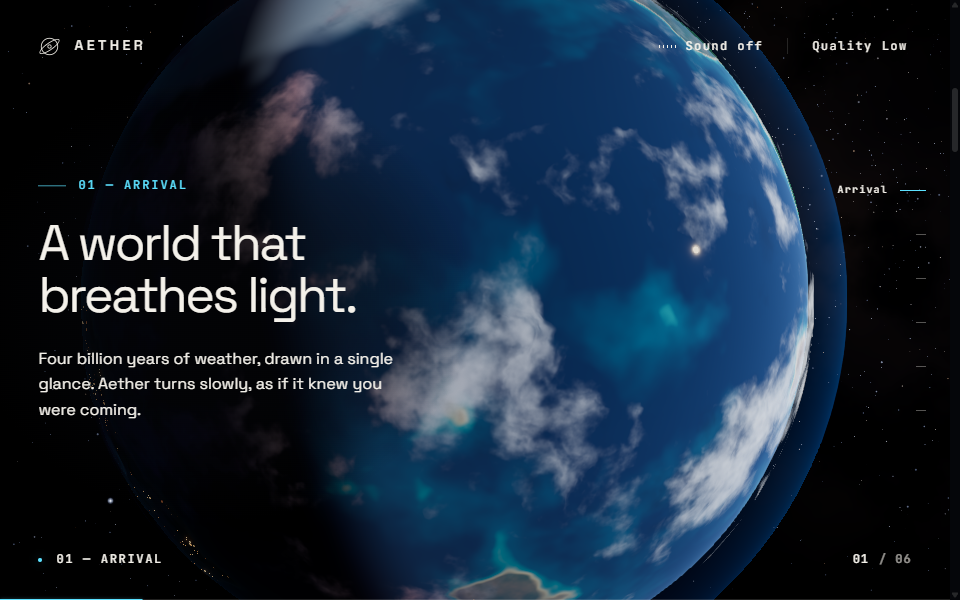 AETHER
Sound off
Quality Low
01 — ARRIVAL
Arrival
A world that
breathes light.
Four billion years of weather, drawn in a single
glance. Aether turns slowly, as if it knew you
were coming.
01 — ARRIVAL
01 / 06